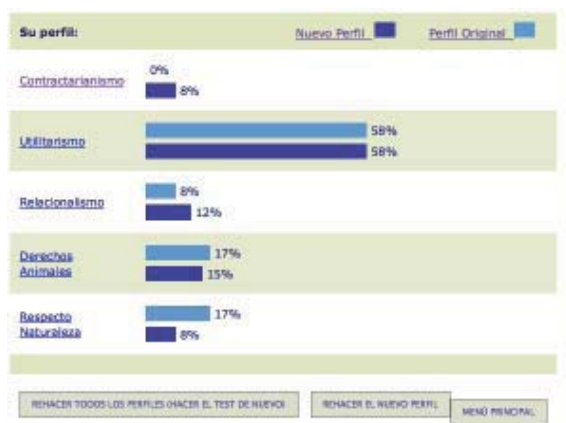 Su perfil: Nuevo Perfil Perfil Original
0%
Contractarianismo 8%
58%
Utilitarismo
58%
8%
Relacionalismo
12%
17%
Derechos
Animales 15%
17%
Respecto
Naturaleza 8%
REHACER TODOS LOS PERFILES (HACER EL TEST DE NUEVO) REHACER EL NUEVO PERFIL MENÚ PRINCIPAL